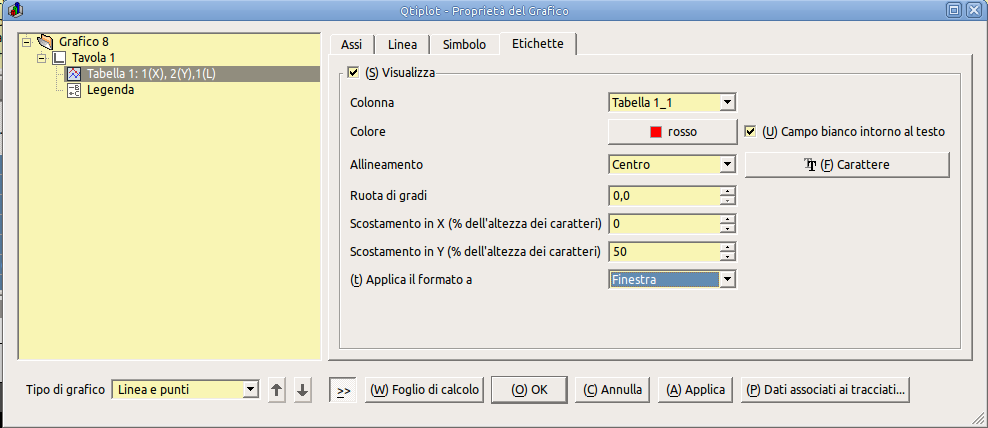 Qtiplot - Proprietà del Grafico
Grafico 8
Tavola 1
Tabella 1: 1(X), 2(Y),1(L)
Legenda
Assi Linea Simbolo Etichette
(S) Visualizza
Colonna Tabella 1_1
Colore rosso (U) Campo bianco intorno al testo
Allineamento Centro (F) Carattere
Ruota di gradi 0,0
Scostamento in X (% dell'altezza dei caratteri) 0
Scostamento in Y (% dell'altezza dei caratteri) 50
(t) Applica il formato a Finestra
Tipo di grafico Linea e punti >> (W) Foglio di calcolo (O) OK (C) Annulla (A) Applica (P) Dati associati ai tracciati...